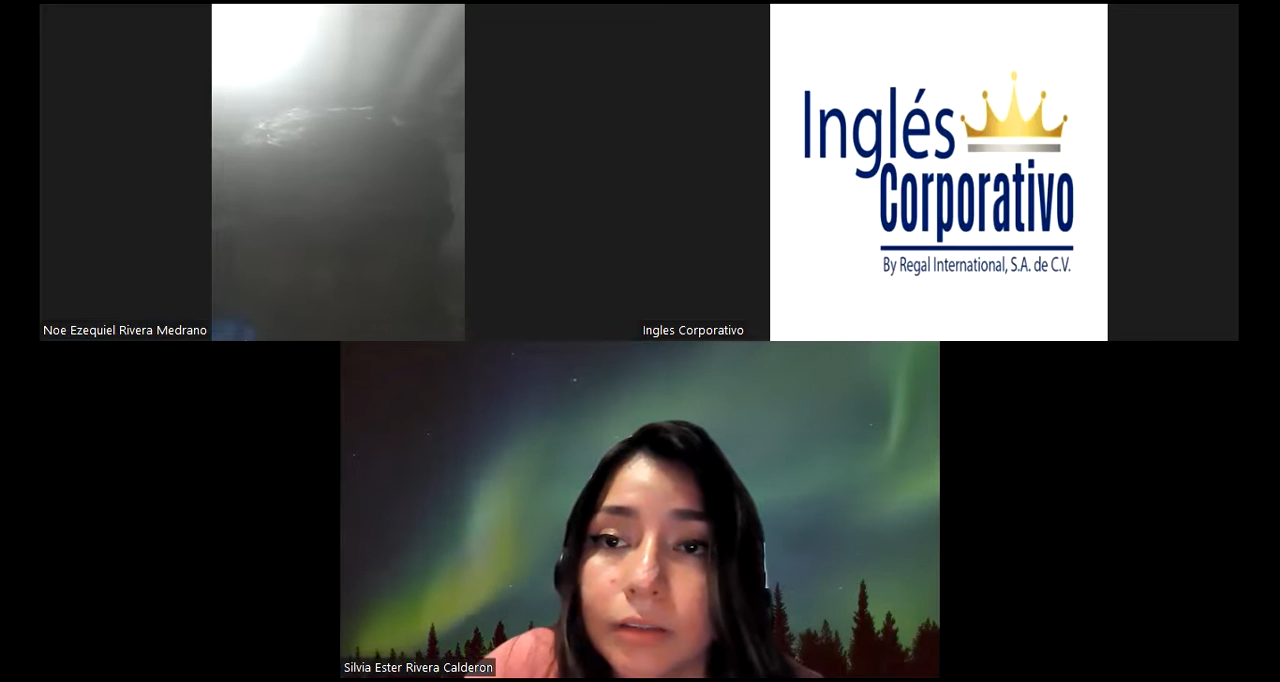 Inglés
Corporativo
By Regal International, S.A. de C.V.
Noe Ezequiel Rivera Medrano
Ingles Corporativo
Silvia Ester Rivera Calderon